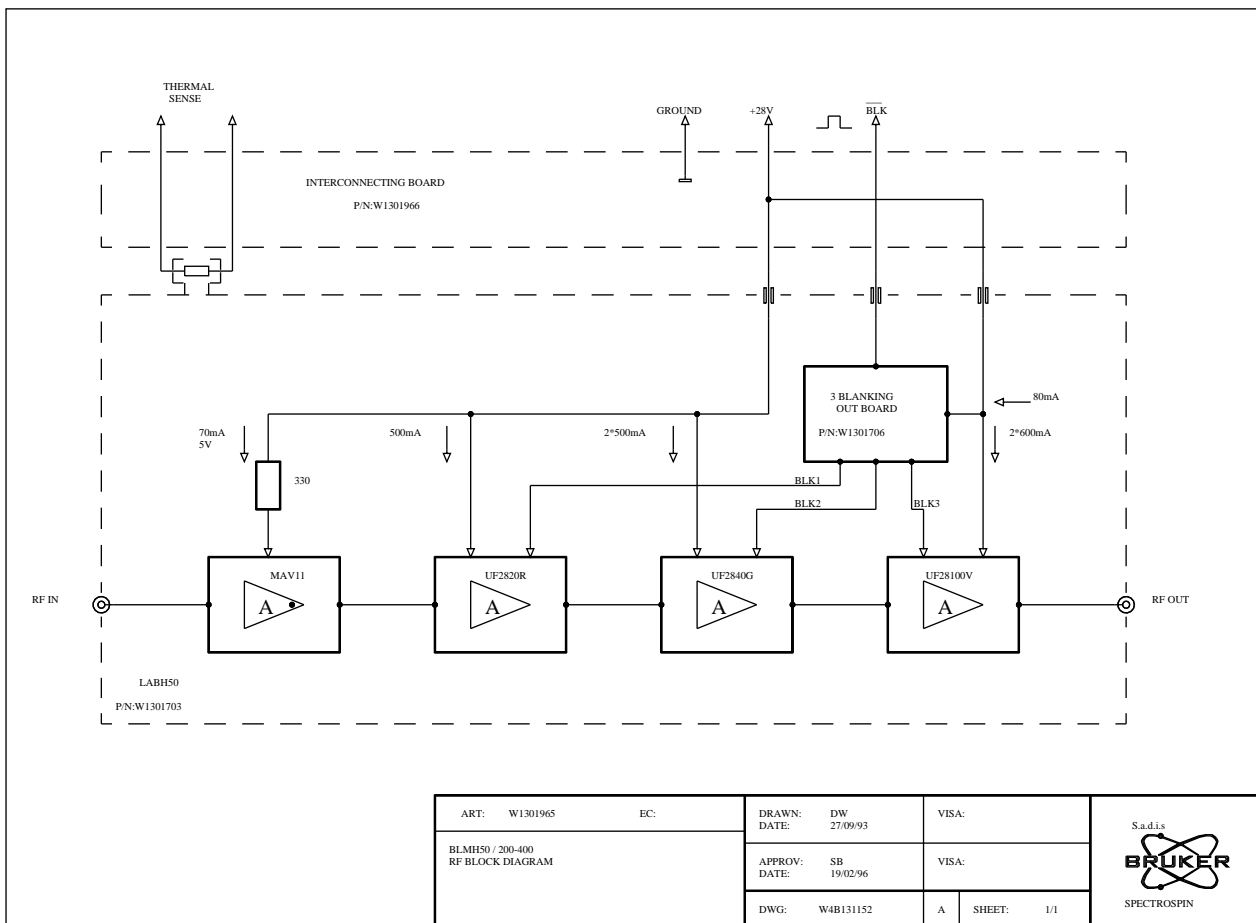 THERMAL
SENSE
GROUND
+28V
BLK
INTERCONNECTING BOARD
P/N:W1301966
3 BLANKING
OUT BOARD
P/N:W1301706
80mA
70mA
5V
500mA
2*500mA
2*600mA
330
BLK1
BLK2
BLK3
MAV11
UF2820R
UF2840G
UF28100V
RF IN
A
A
A
A
RF OUT
LABH50
P/N:W1301703
ART: W1301965 EC:
BLMH50 / 200-400
RF BLOCK DIAGRAM
DRAWN: DW
DATE: 27/09/93
VISA:
APPROV: SB
DATE: 19/02/96
VISA:
DWG: W4B131152
A
SHEET: 1/1
S.a.d.i.s
BRUKER
SPECTROSPIN